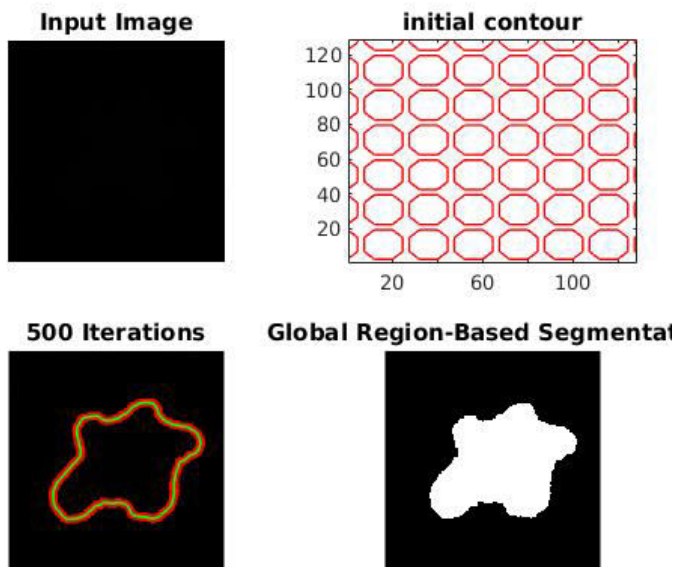 Input Image
initial contour
120
100
80
60
40
20
20 60 100
500 Iterations
Global Region-Based Segmentat